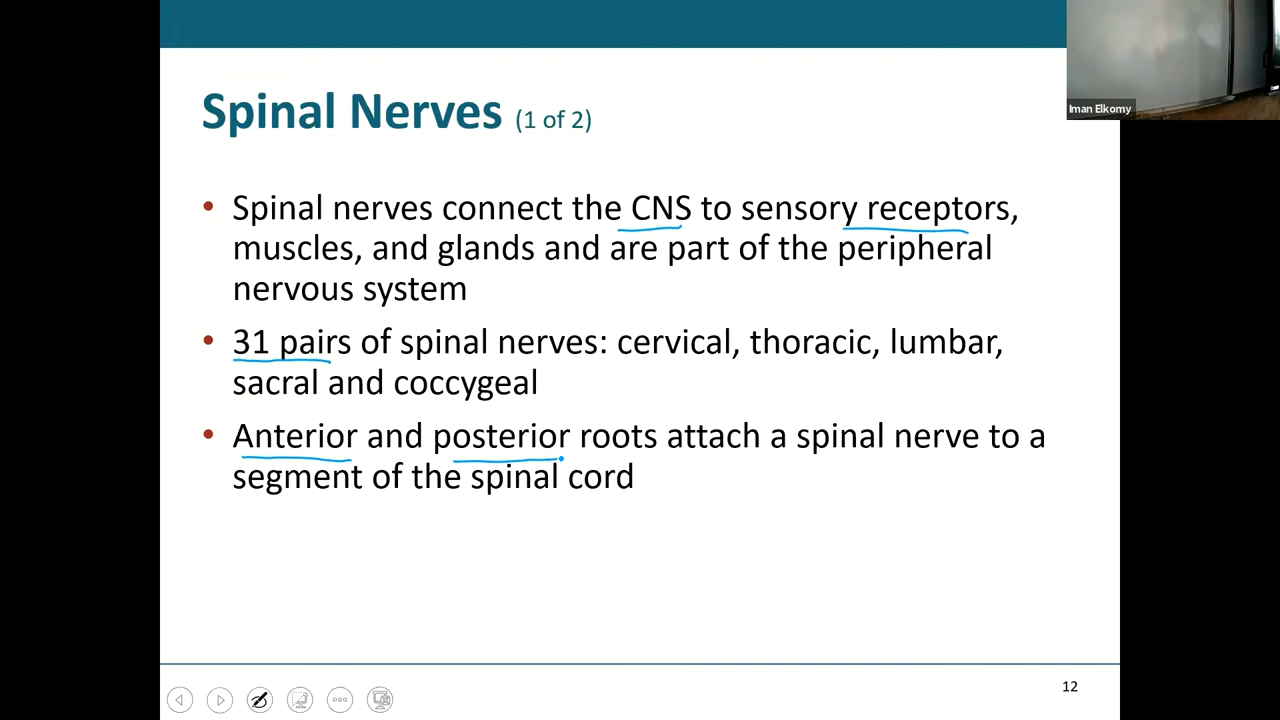 Spinal Nerves (1 of 2)
Iman Elkomy
• Spinal nerves connect the CNS to sensory receptors,
muscles, and glands and are part of the peripheral
nervous system
• 31 pairs of spinal nerves: cervical, thoracic, lumbar,
sacral and coccygeal
• Anterior and posterior roots attach a spinal nerve to a
segment of the spinal cord
12